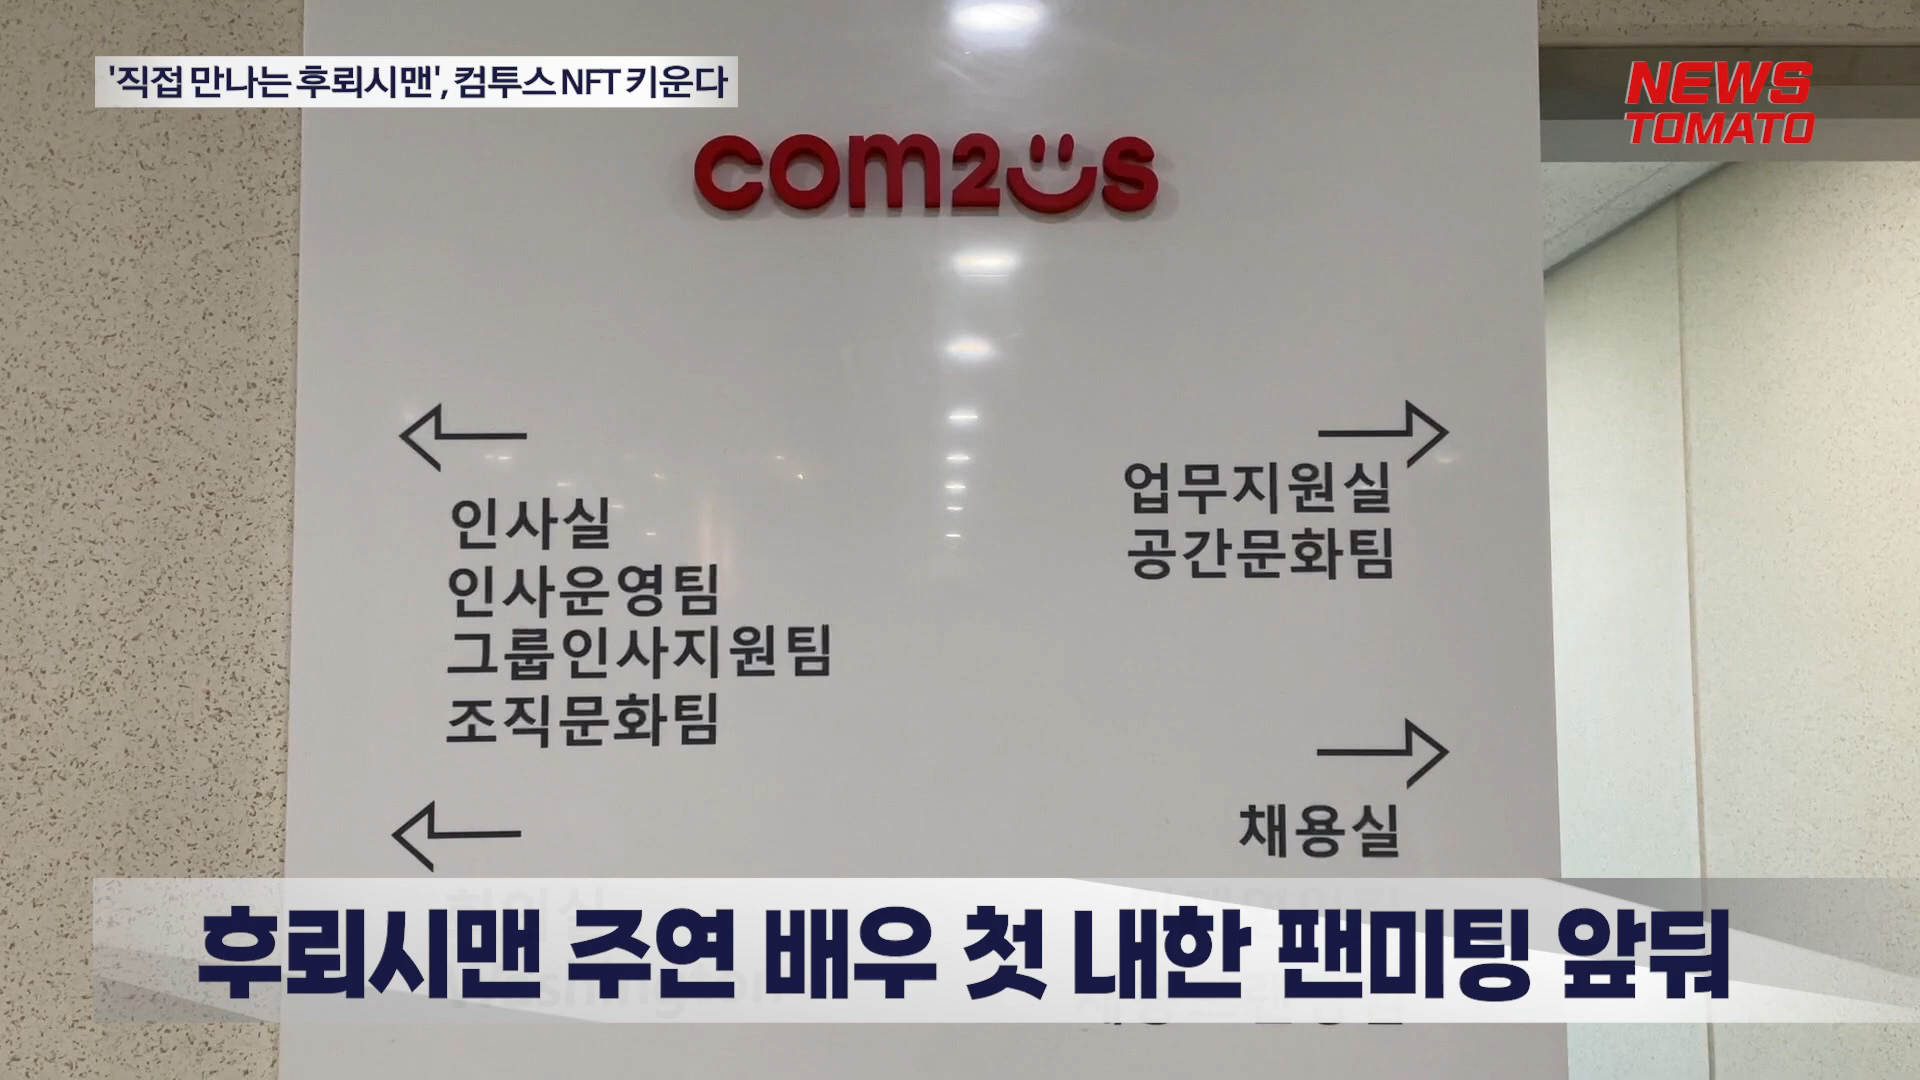 '직접 만나는 후뢰시맨', 컴투스 NFT 키운다
NEWS
TOMATO
com2us
인사실
인사운영팀
그룹인사지원팀
조직문화팀
업무지원실
공간문화팀
채용실
후뢰시맨 주연 배우 첫 내한 팬미팅 앞둬